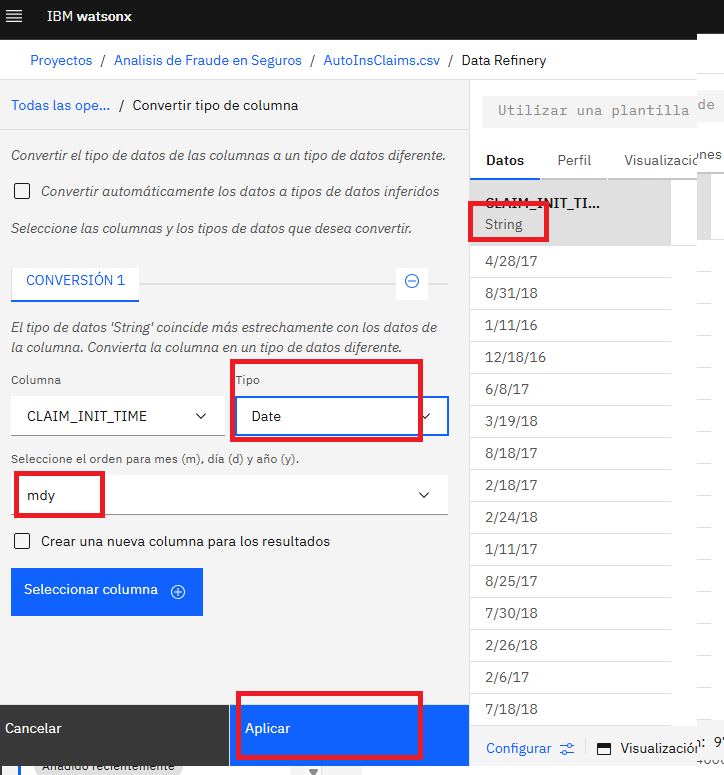 IBM watsonx
Proyectos / Analisis de Fraude en Seguros / AutoInsClaims.csv / Data Refinery
Todas las ope... / Convertir tipo de columna
Convertir el tipo de datos de las columnas a un tipo de datos diferente.
Convertir automáticamente los datos a tipos de datos inferidos
Seleccione las columnas y los tipos de datos que desea convertir.
CONVERSIÓN 1
El tipo de datos 'String' coincide más estrechamente con los datos de
la columna. Convierta la columna en un tipo de datos diferente.
Columna
Tipo
CLAIM_INIT_TIME
Date
Seleccione el orden para mes (m), día (d) y año (y).
mdy
Crear una nueva columna para los resultados
Seleccionar columna
Cancelar
Aplicar
Añadido recientemente
Utilizar una plantilla de
Datos Perfil Visualizaciones
CLAIM_INIT_TI...
String
4/28/17
8/31/18
1/11/16
12/18/16
6/8/17
3/19/18
8/18/17
2/18/17
2/24/18
1/11/17
8/25/17
7/30/18
2/26/18
2/6/17
7/18/18
Configurar
Visualización: 9